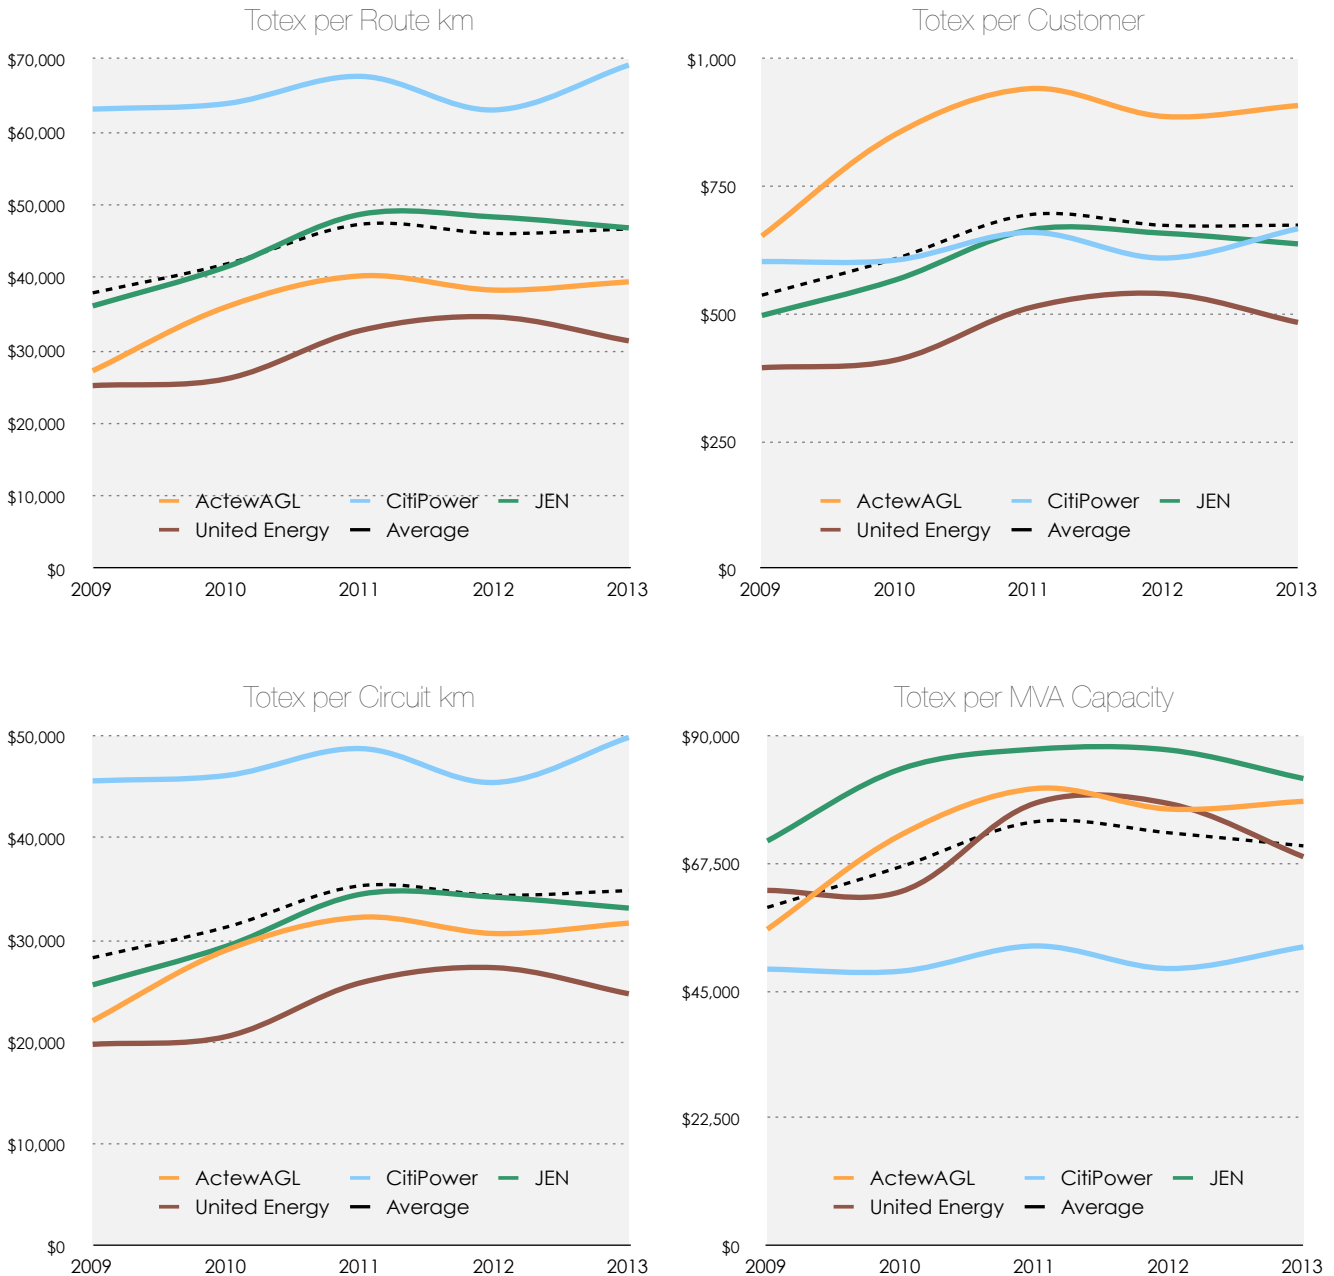 Totex per Route km
$70,000
$60,000
$50,000
$40,000
$30,000
$20,000
$10,000
$0
ActewAGL CitiPower JEN
United Energy Average
2009 2010 2011 2012 2013
Totex per Customer
$1,000
$750
$500
$250
$0
ActewAGL CitiPower JEN
United Energy Average
2009 2010 2011 2012 2013
Totex per Circuit km
$50,000
$40,000
$30,000
$20,000
$10,000
$0
ActewAGL CitiPower JEN
United Energy Average
2009 2010 2011 2012 2013
Totex per MVA Capacity
$90,000
$67,500
$45,000
$22,500
$0
ActewAGL CitiPower JEN
United Energy Average
2009 2010 2011 2012 2013